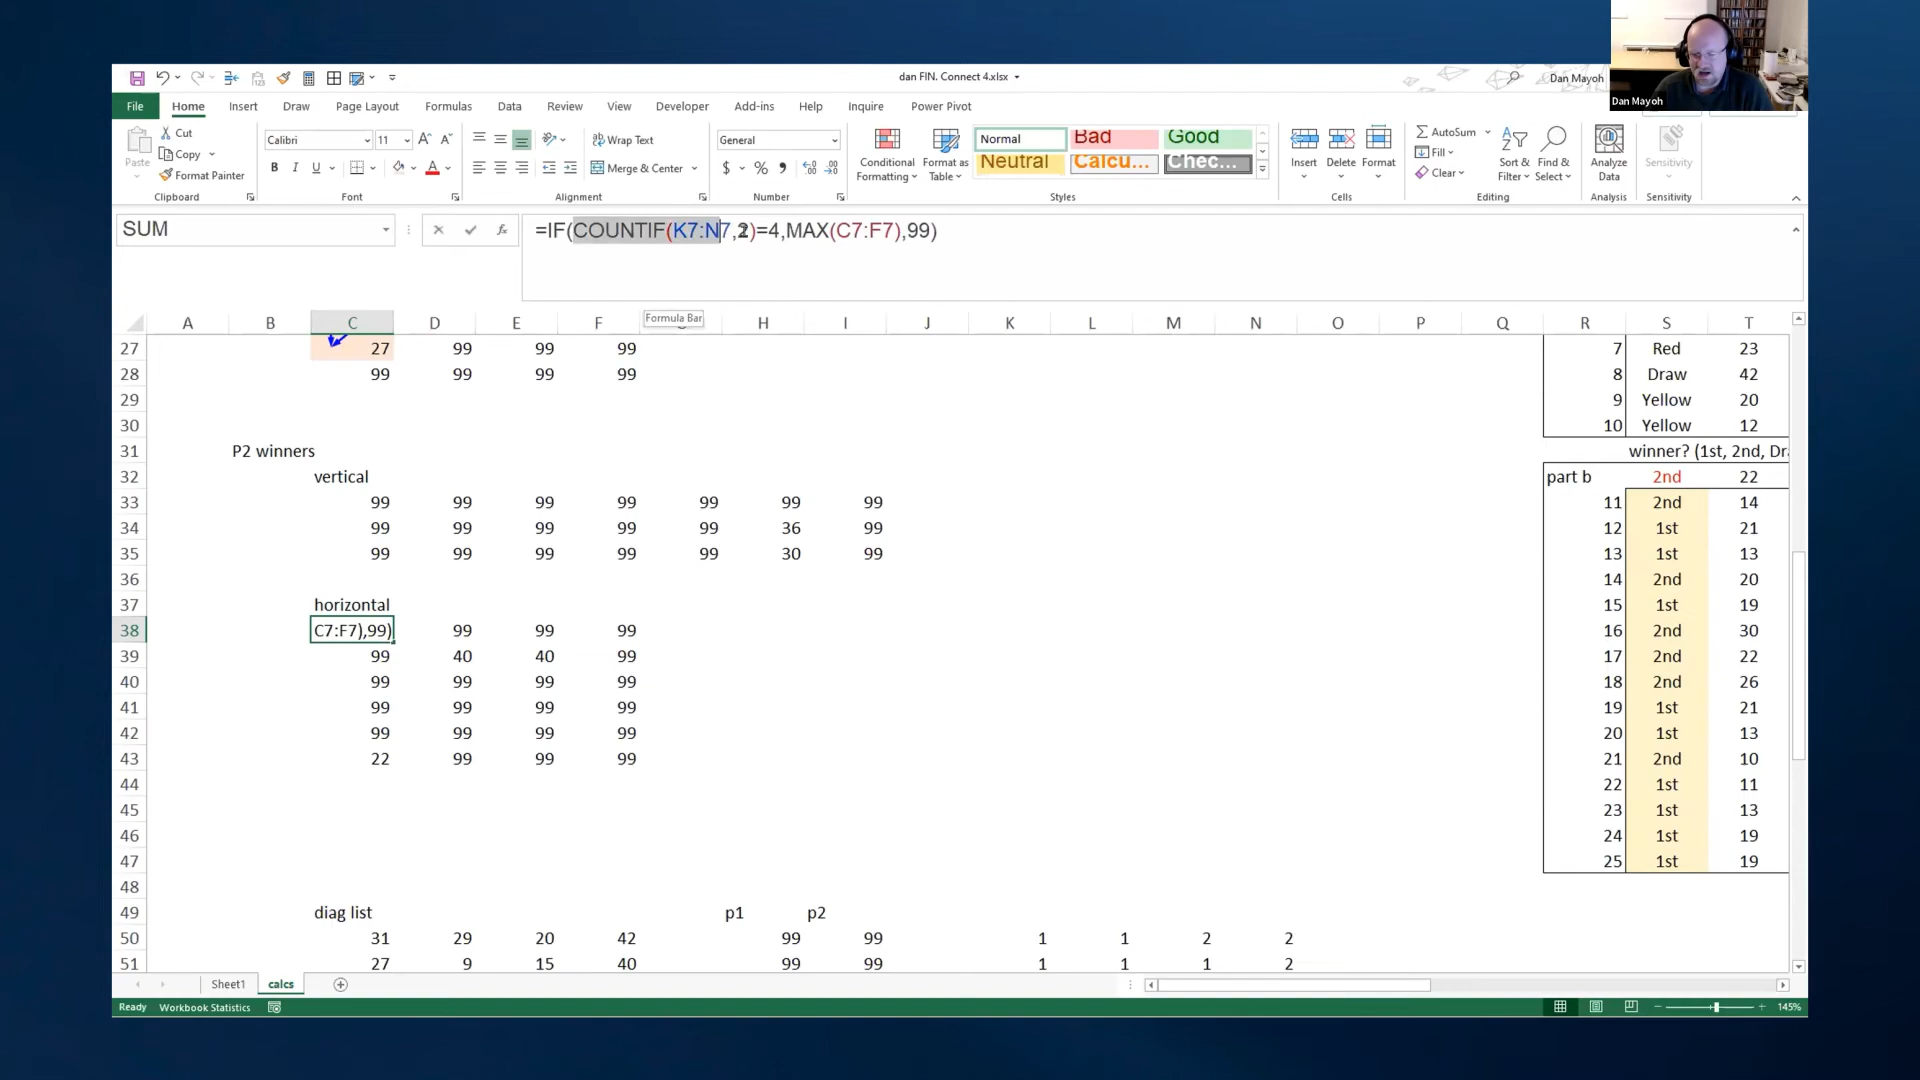 dan FIN. Connect 4.xlsx
Dan Mayoh
Dan Mayoh
File Home Insert Draw Page Layout Formulas Data Review View Developer Add-ins Help Inquire Power Pivot
Paste
Cut
Copy
Format Painter
Calibri 11
B I U
Wrap Text
Merge & Center
General
$ % 9
Conditional Formatting
Format as Table
Normal Bad Good
Neutral Calcu... Chec...
Insert Delete Format
AutoSum
Fill
Clear
Sort & Filter
Find & Select
Analyze Data
Sensitivity
Clipboard Font Alignment Number Styles Cells Editing Analysis Sensitivity
SUM
fx
=IF(COUNTIF(K7:N7,2)=4,MAX(C7:F7),99)
Formula Bar
A B C D E F H I J K L M N O P Q R S T
27 27 99 99 99 7 Red 23
28 99 99 99 99 8 Draw 42
29 9 Yellow 20
30 10 Yellow 12
31 P2 winners winner? (1st, 2nd, Dr
32 vertical part b 2nd 22
33 99 99 99 99 99 99 99 11 2nd 14
34 99 99 99 99 99 36 99 12 1st 21
35 99 99 99 99 99 30 99 13 1st 13
36 14 2nd 20
37 horizontal 15 1st 19
38 C7:F7),99) 99 99 99 16 2nd 30
39 99 40 40 99 17 2nd 22
40 99 99 99 99 18 2nd 26
41 99 99 99 99 19 1st 21
42 99 99 99 99 20 1st 13
43 22 99 99 99 21 2nd 10
44 22 1st 11
45 23 1st 13
46 24 1st 19
47 25 1st 19
48
49 diag list p1 p2
50 31 29 20 42 99 99 1 1 2 2
51 27 9 15 40 99 99 1 1 1 2
Sheet1 calcs
Ready Workbook Statistics 145%